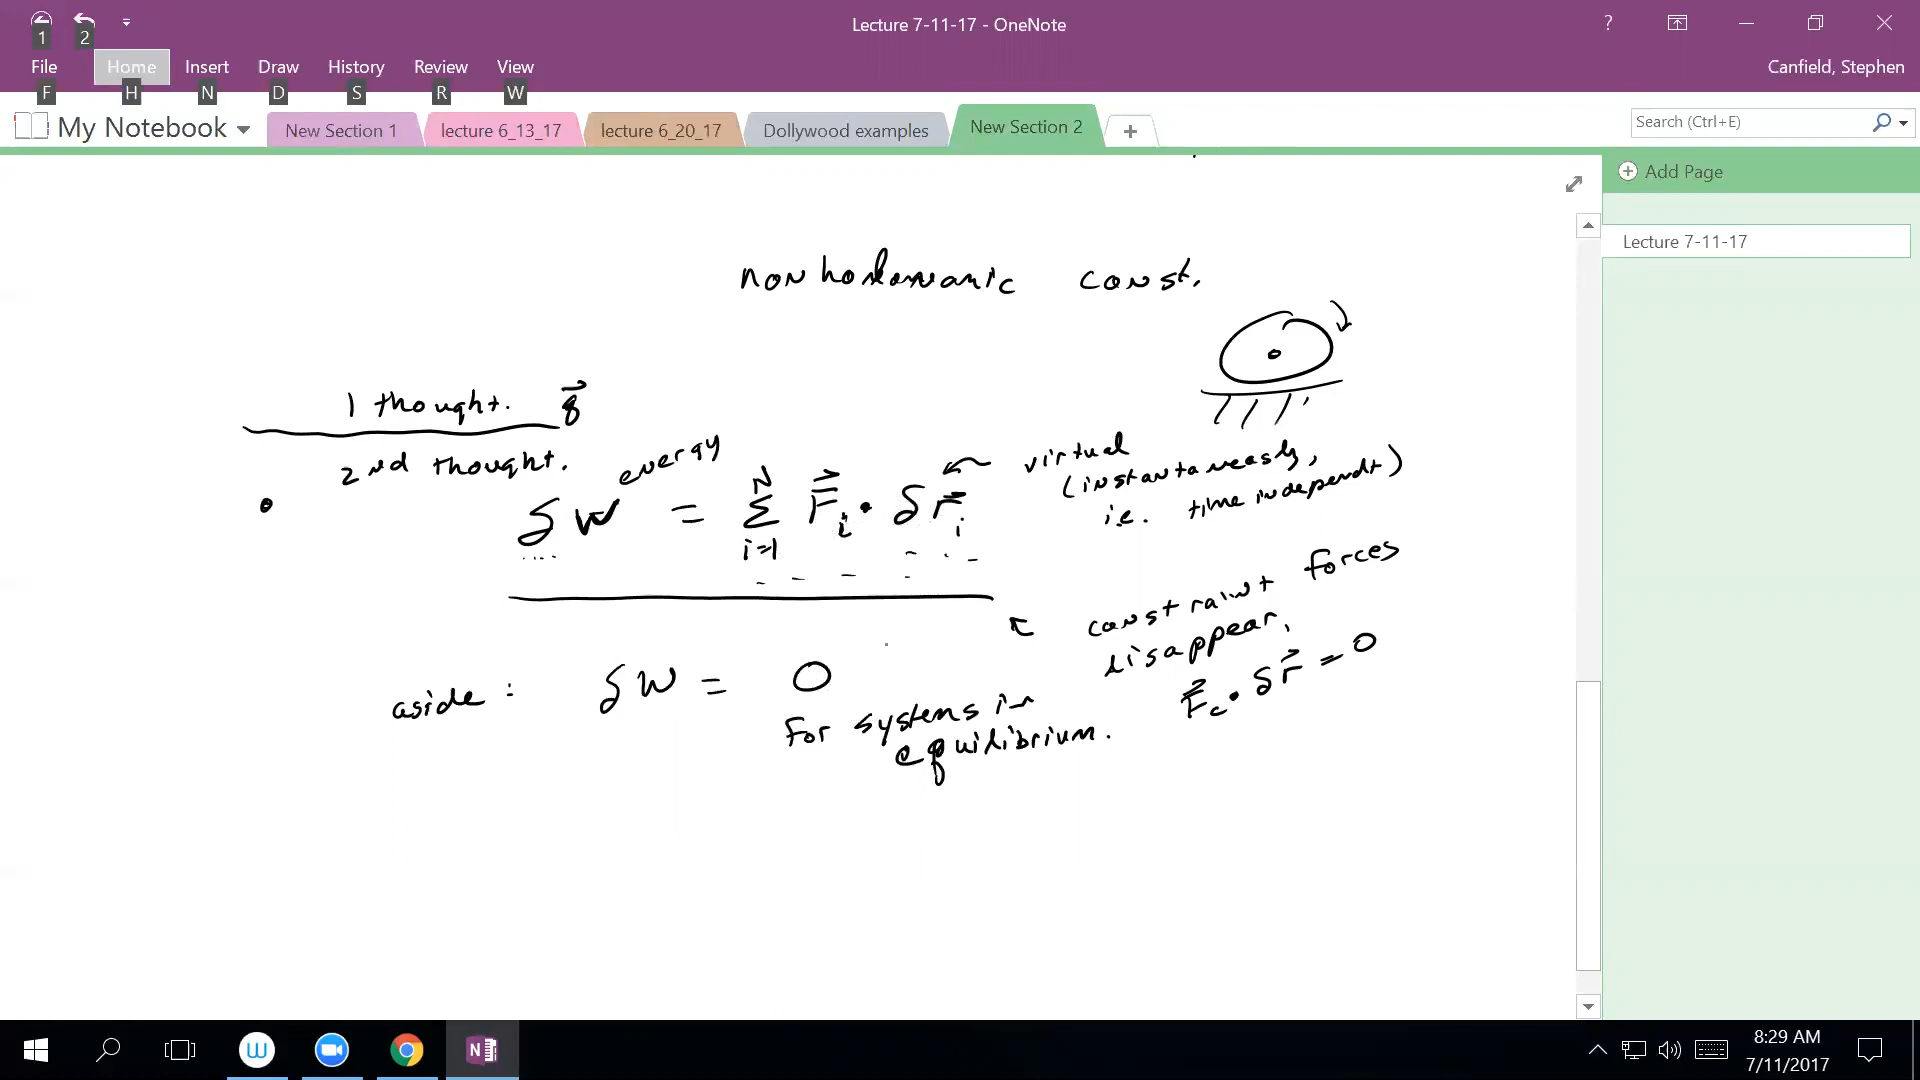 Lecture 7-11-17 - OneNote
?
1 2
File Home Insert Draw History Review View
Canfield, Stephen
F H N D S R W
My Notebook
New Section 1 lecture 6_13_17 lecture 6_20_17 Dollywood examples New Section 2 +
Search (Ctrl+E)
Add Page
Lecture 7-11-17
const.
1 thought. q⃗
2nd thought.
energy
δW = N Σ i=1 F⃗i · δr⃗i
virtual
(instantaneously,
i.e. time independt)
constraint forces
disappear,
F⃗c · δr⃗ = 0
aside: δW = 0
For systems in
equilibrium.
W
N
8:29 AM
7/11/2017